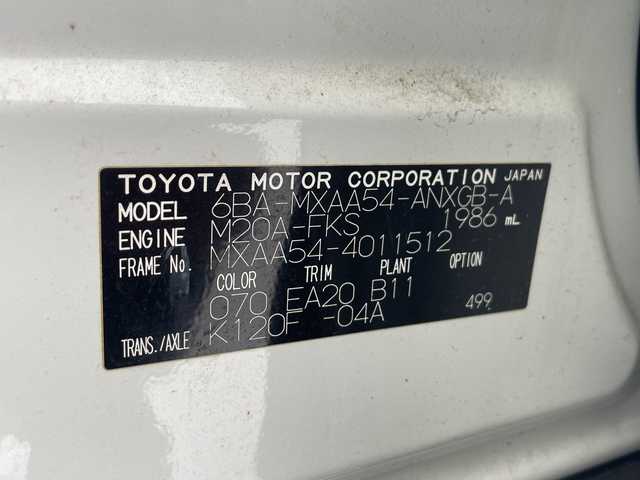 TOYOTA MOTOR CORPORATION JAPAN
MODEL 6BA-MXAA54-ANXGB-A
ENGINE M20A-FKS 1986 mL
FRAME No. MXAA54-4011512
COLOR TRIM PLANT OPTION
070 EA20 B11
TRANS./AXLE K120F -04A 499